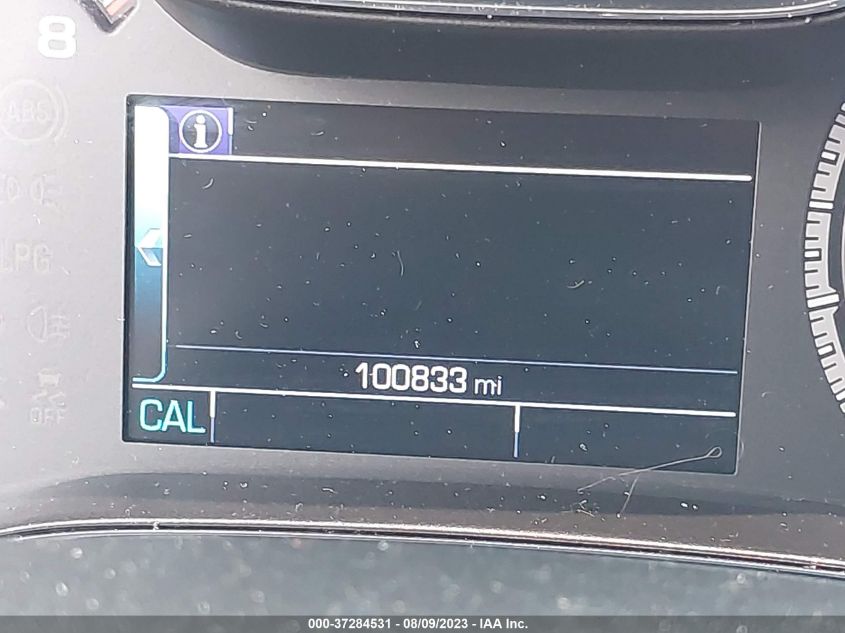 8
ABS
LPG
OFF
i
100833 mi
CAL
000-37284531 - 08/09/2023 - IAA Inc.